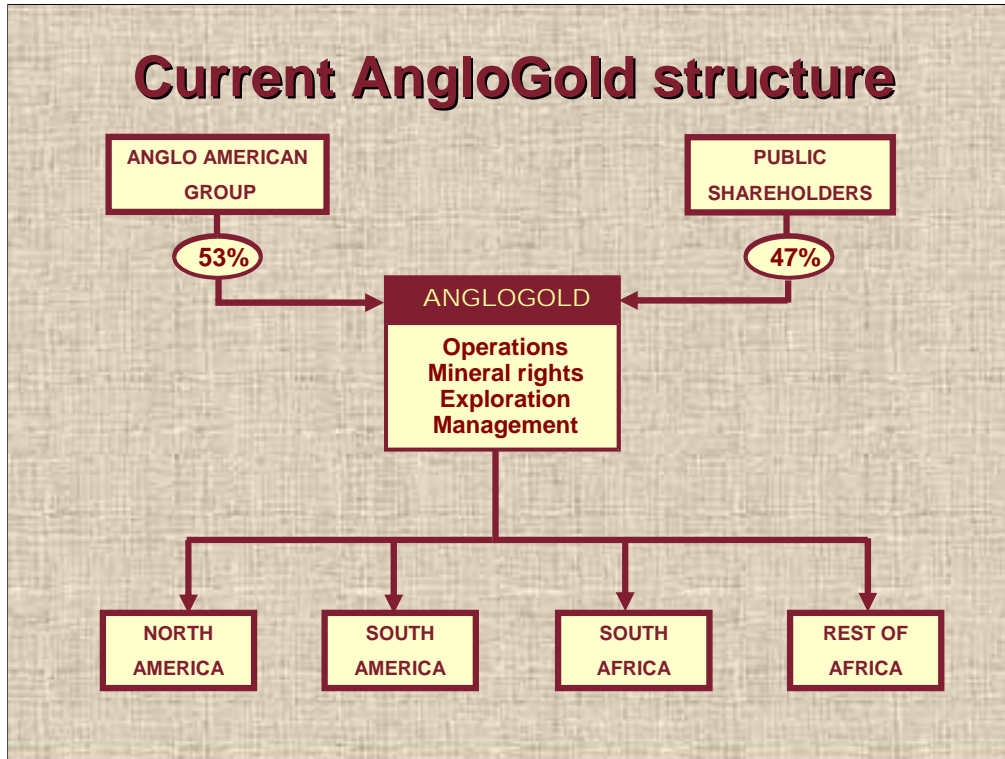 Current AngloGold structure
ANGLO AMERICAN
GROUP
PUBLIC
SHAREHOLDERS
53%
47%
ANGLOGOLD
Operations
Mineral rights
Exploration
Management
NORTH
AMERICA
SOUTH
AMERICA
SOUTH
AFRICA
REST OF
AFRICA